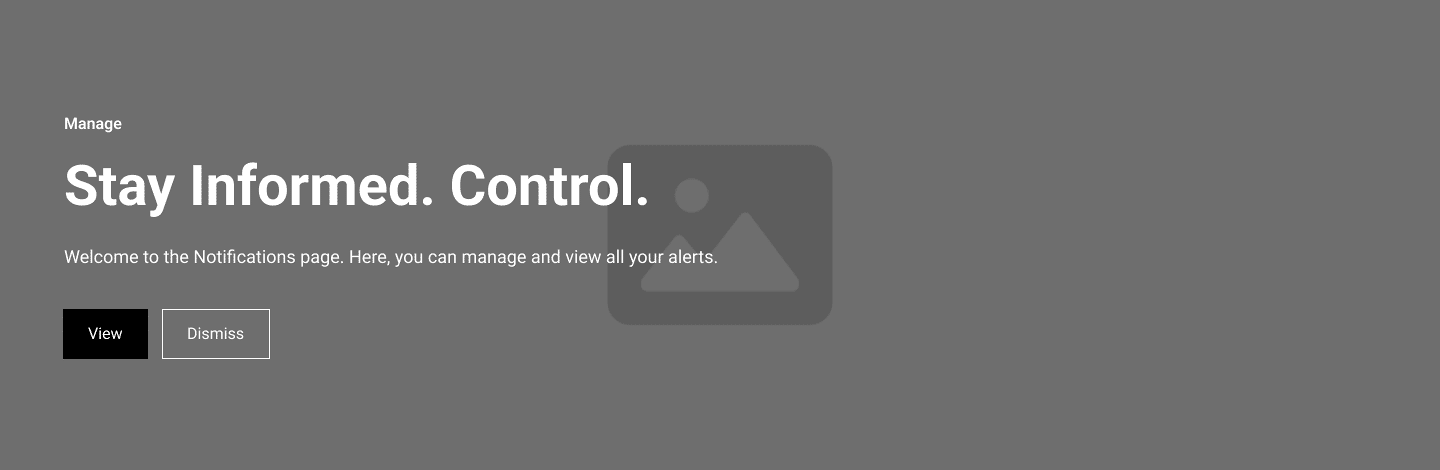 Manage
Stay Informed. Control.
Welcome to the Notifications page. Here, you can manage and view all your alerts.
View
Dismiss